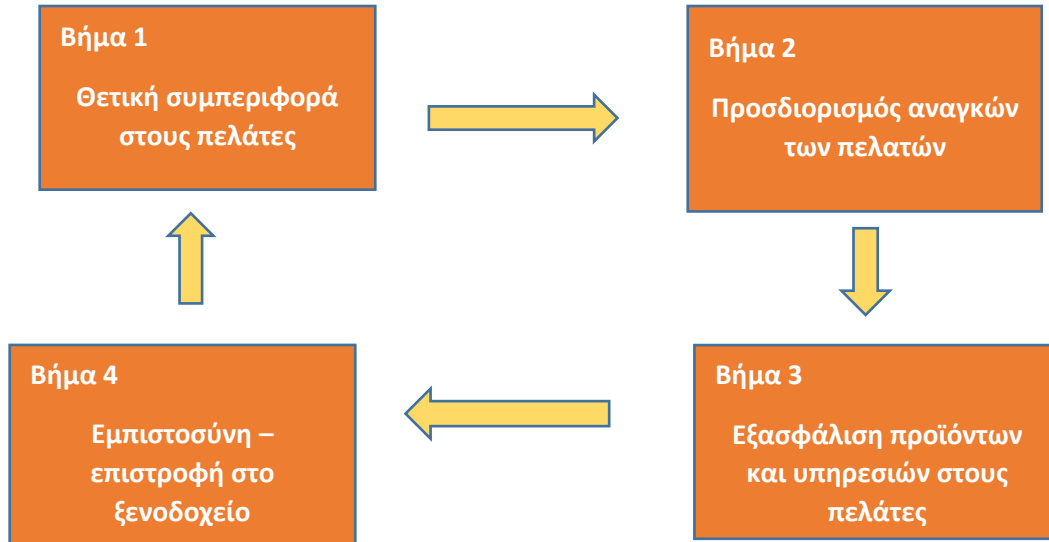 Βήμα 1
Θετική συμπεριφορά
στους πελάτες
Βήμα 2
Προσδιορισμός αναγκών
των πελατών
Βήμα 3
Εξασφάλιση προϊόντων
και υπηρεσιών στους
πελάτες
Βήμα 4
Εμπιστοσύνη –
επιστροφή στο
ξενοδοχείο